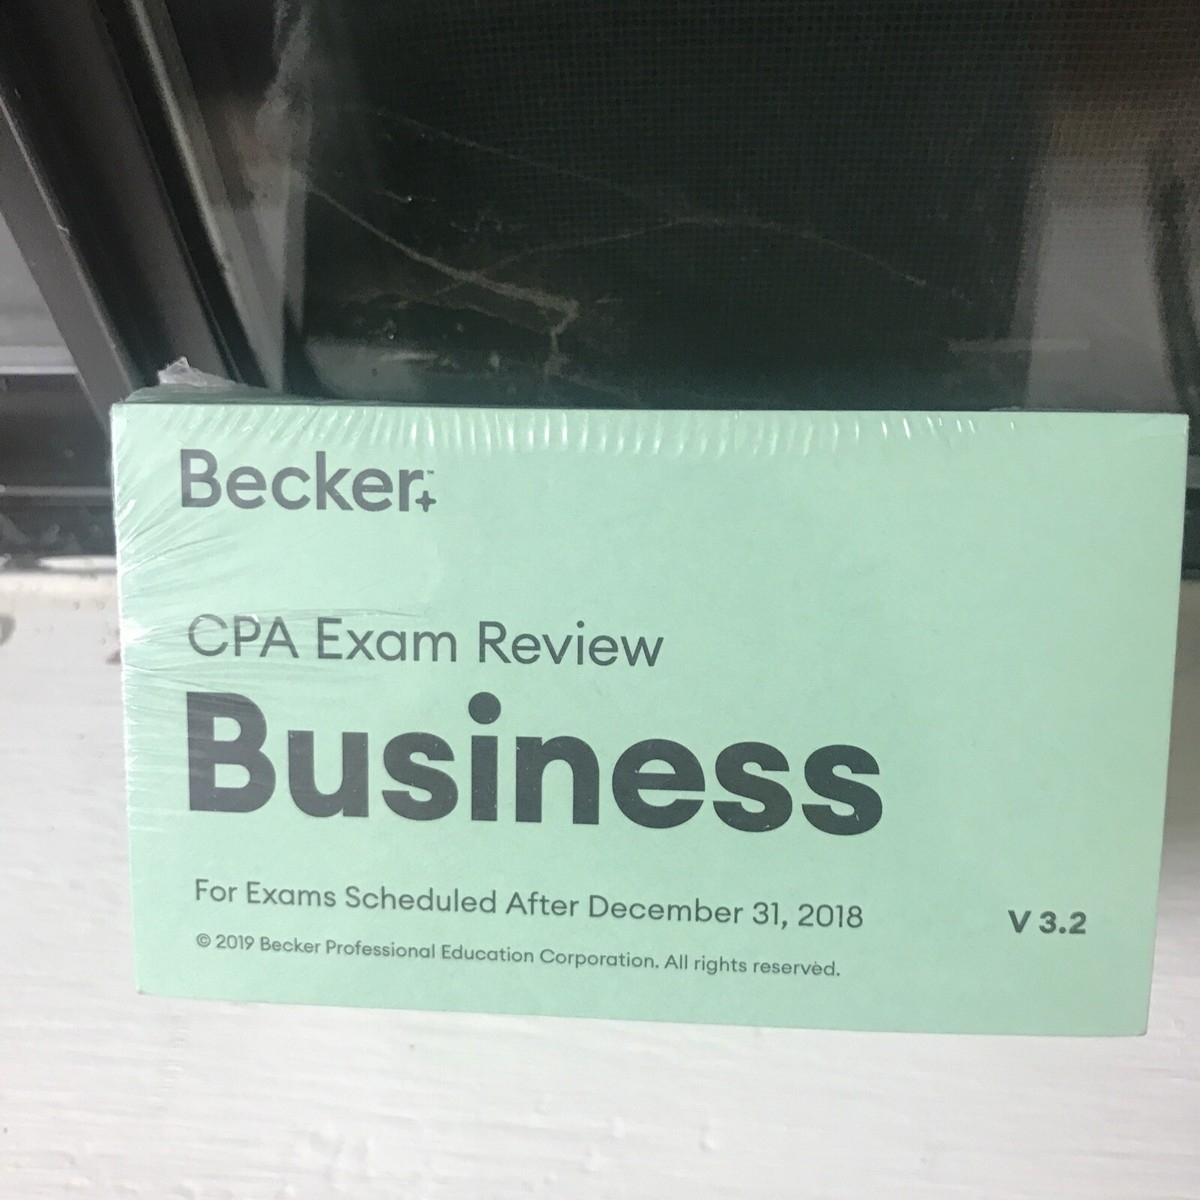 Becker+™
CPA Exam Review
Business
For Exams Scheduled After December 31, 2018
V 3.2
© 2019 Becker Professional Education Corporation. All rights reserved.